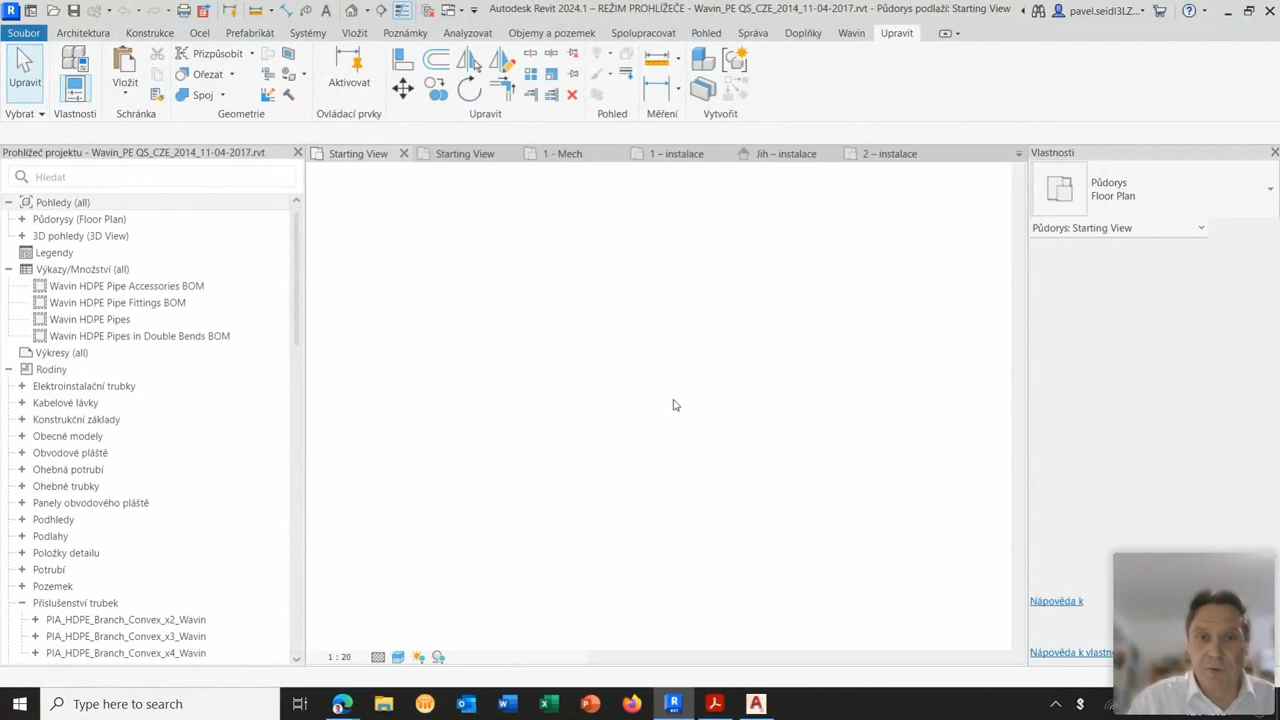 Autodesk Revit 2024.1 – REŽIM PROHLÍŽEČE - Wavin_PE QS_CZE_2014_11-04-2017.rvt - Půdorys podlaží: Starting View
pavel.seidl3LZ...
Soubor Architektura Konstrukce Ocel Prefabrikát Systémy Vložit Poznámky Analyzovat Objemy a pozemek Spolupracovat Pohled Správa Doplňky Wavin Upravit
Přizpůsobit
Ořezat
Spoj
Upravit Vložit Aktivovat
Vybrat Vlastnosti Schránka Geometrie Ovládací prvky Upravit Pohled Měření Vytvořit
Prohlížeč projektu - Wavin_PE QS_CZE_2014_11-04-2017.rvt
Starting View Starting View 1 - Mech 1 – instalace Jih – instalace 2 – instalace
Vlastnosti
Hledat
Půdorys
Floor Plan
Půdorys: Starting View
Pohledy (all)
Půdorysy (Floor Plan)
3D pohledy (3D View)
Legendy
Výkazy/Množství (all)
Wavin HDPE Pipe Accessories BOM
Wavin HDPE Pipe Fittings BOM
Wavin HDPE Pipes
Wavin HDPE Pipes in Double Bends BOM
Výkresy (all)
Rodiny
Elektroinstalační trubky
Kabelové lávky
Konstrukční základy
Obecné modely
Obvodové pláště
Ohebná potrubí
Ohebné trubky
Panely obvodového pláště
Podhledy
Podlahy
Položky detailu
Potrubí
Pozemek
Příslušenství trubek
PIA_HDPE_Branch_Convex_x2_Wavin
PIA_HDPE_Branch_Convex_x3_Wavin
PIA_HDPE_Branch_Convex_x4_Wavin
Nápověda k
Nápověda k vlastn
1 : 20
Type here to search